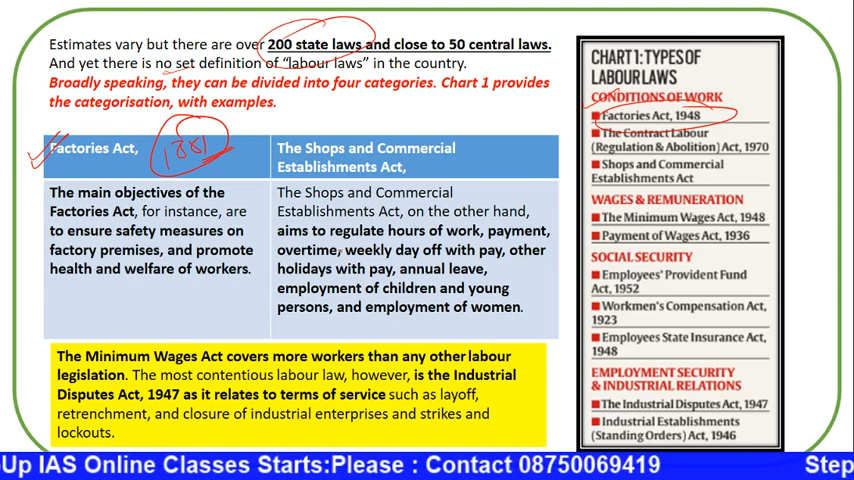 Estimates vary but there are over 200 state laws and close to 50 central laws.
And yet there is no set definition of “labour laws” in the country.
Broadly speaking, they can be divided into four categories. Chart 1 provides
the categorisation, with examples.
Factories Act,
1881
The Shops and Commercial
Establishments Act,
The main objectives of the
Factories Act, for instance, are
to ensure safety measures on
factory premises, and promote
health and welfare of workers.
The Shops and Commercial
Establishments Act, on the other hand,
aims to regulate hours of work, payment,
overtime, weekly day off with pay, other
holidays with pay, annual leave,
employment of children and young
persons, and employment of women.
The Minimum Wages Act covers more workers than any other labour
legislation. The most contentious labour law, however, is the Industrial
Disputes Act, 1947 as it relates to terms of service such as layoff,
retrenchment, and closure of industrial enterprises and strikes and
lockouts.
CHART 1: TYPES OF
LABOUR LAWS
CONDITIONS OF WORK
Factories Act, 1948
The Contract Labour
(Regulation & Abolition) Act, 1970
Shops and Commercial
Establishments Act
WAGES & REMUNERATION
The Minimum Wages Act, 1948
Payment of Wages Act, 1936
SOCIAL SECURITY
Employees' Provident Fund
Act, 1952
Workmen's Compensation Act,
1923
Employees State Insurance Act,
1948
EMPLOYMENT SECURITY
& INDUSTRIAL RELATIONS
The Industrial Disputes Act, 1947
Industrial Establishments
(Standing Orders) Act, 1946
-Up IAS Online Classes Starts:Please : Contact 08750069419 Step